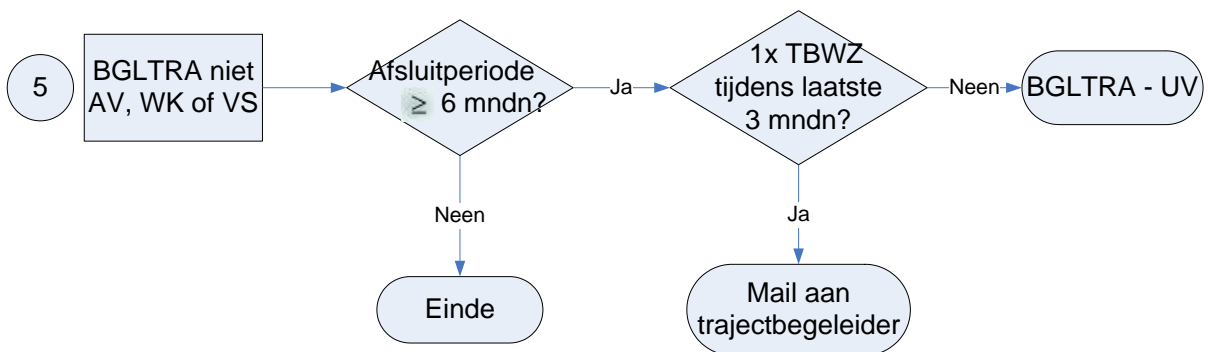 5
BGLTRA niet
AV, WK of VS
Afsluitperiode
≥ 6 mndn?
Ja
1x TBWZ
tijdens laatste
3 mndn?
Neen
BGLTRA - UV
Neen
Ja
Einde
Mail aan
trajectbegeleider